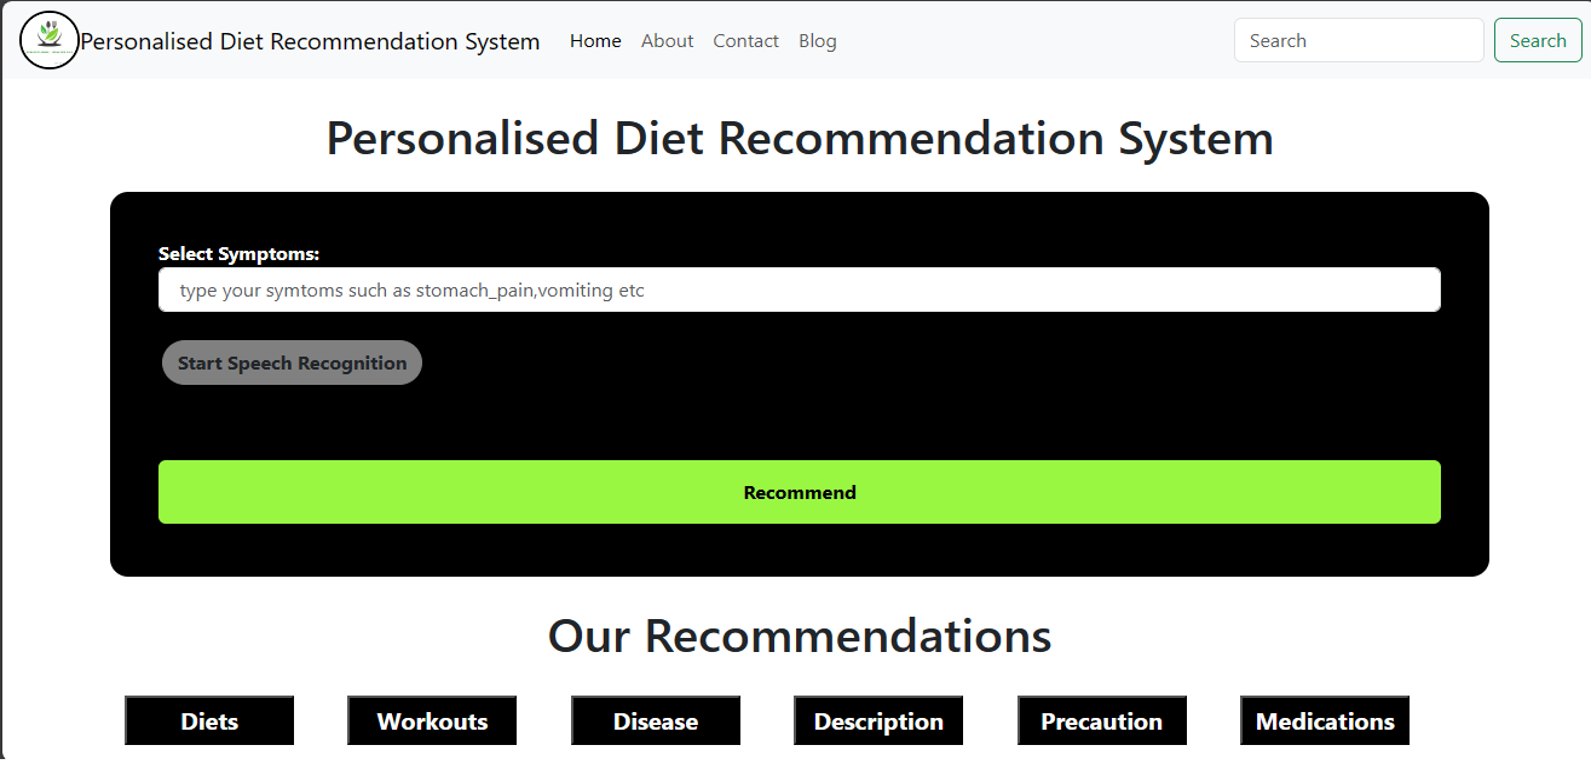 Personalised Diet Recommendation System Home About Contact Blog Search Search
Personalised Diet Recommendation System
Select Symptoms:
type your symtoms such as stomach_pain,vomiting etc
Start Speech Recognition
Recommend
Our Recommendations
Diets Workouts Disease Description Precaution Medications